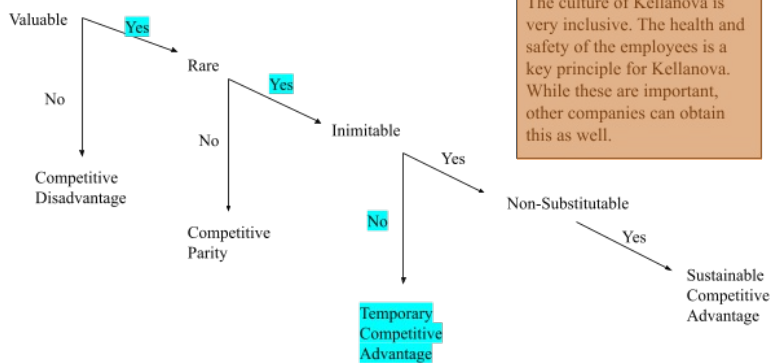 The culture of Kellanova is
very inclusive. The health and
safety of the employees is a
key principle for Kellanova.
While these are important,
other companies can obtain
this as well.
Valuable
Yes
Rare
No
Yes
Inimitable
No
Yes
Competitive
Disadvantage
Non-Substitutable
No
Competitive
Parity
Yes
Sustainable
Competitive
Advantage
Temporary
Competitive
Advantage